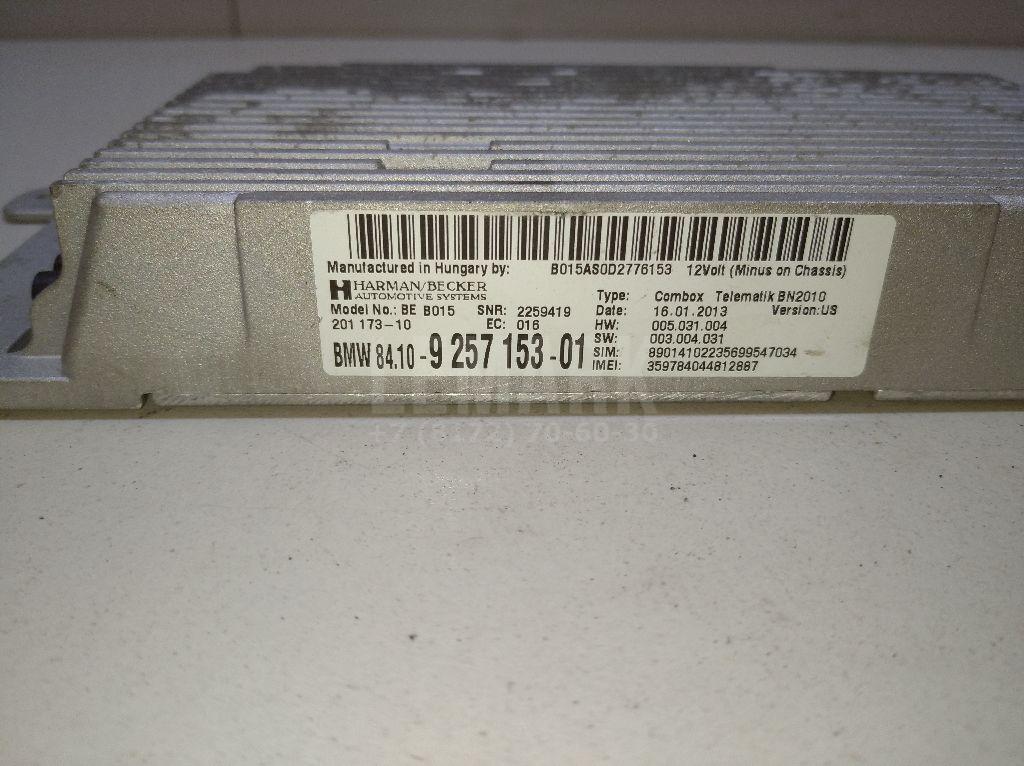 Manufactured in Hungary by: B015AS0D2776153 12Volt (Minus on Chassis)
HARMAN/BECKER
AUTOMOTIVE SYSTEMS
Type: Combox Telematik BN2010
Model No.: BE B015 SNR: 2259419 Date: 16.01.2013 Version:US
201 173-10 EC: 016 HW: 005.031.004
SW: 003.004.031
BMW 84.10-9 257 153-01 SIM: 89014102235699547034
IMEI: 359784044812887
+7 (3172) 70-60-30